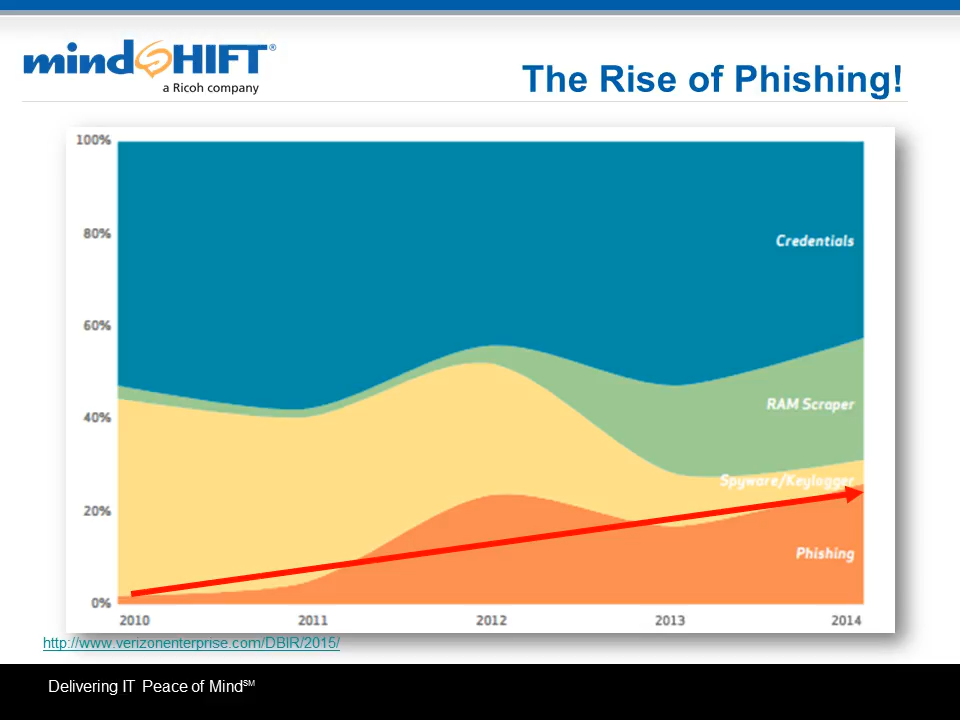 mindSHIFT®
a Ricoh company
The Rise of Phishing!
100%
80%
60%
40%
20%
0%
Credentials
RAM Scraper
Spyware/Keylogger
Phishing
2010 2011 2012 2013 2014
http://www.verizonenterprise.com/DBIR/2015/
Delivering IT Peace of Mind℠